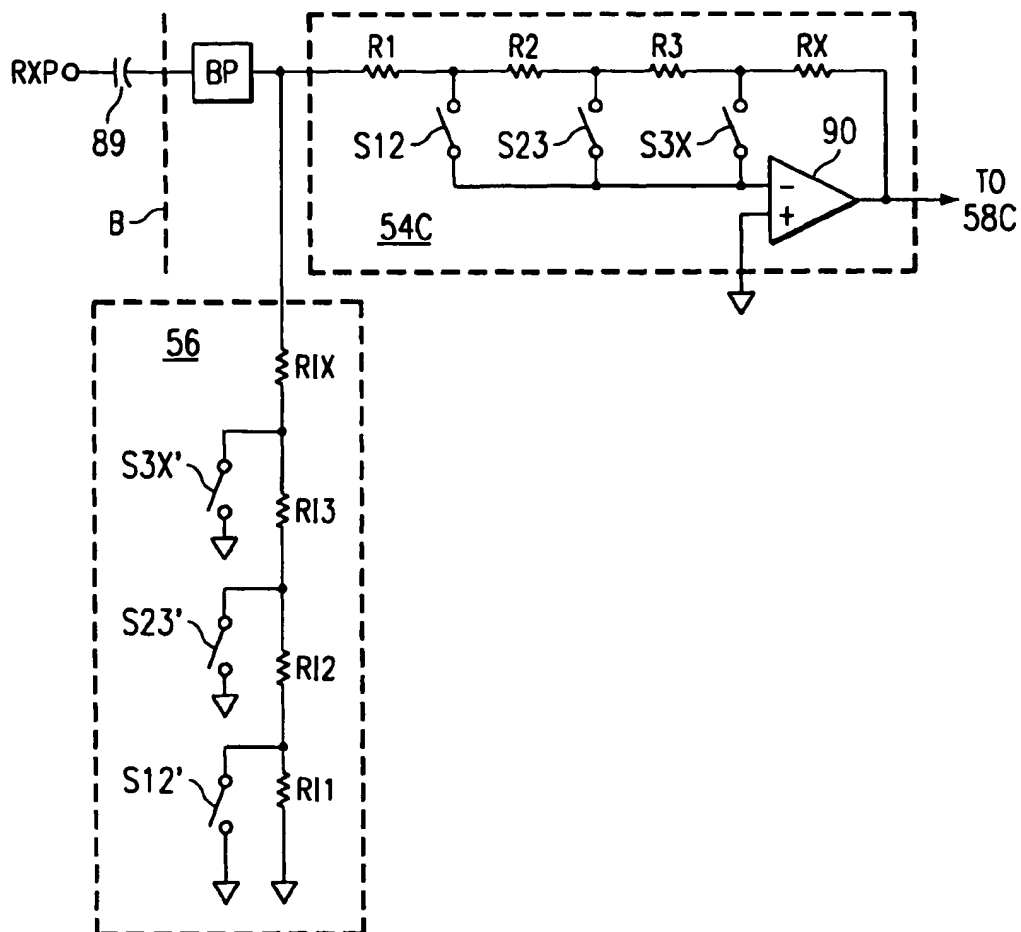 R1 R2 R3 RX
RXP BP
89
S12 S23 S3X 90
B
54C
TO
58C
-
+
56
RIX
S3X'
RI3
S23'
RI2
S12'
RI1